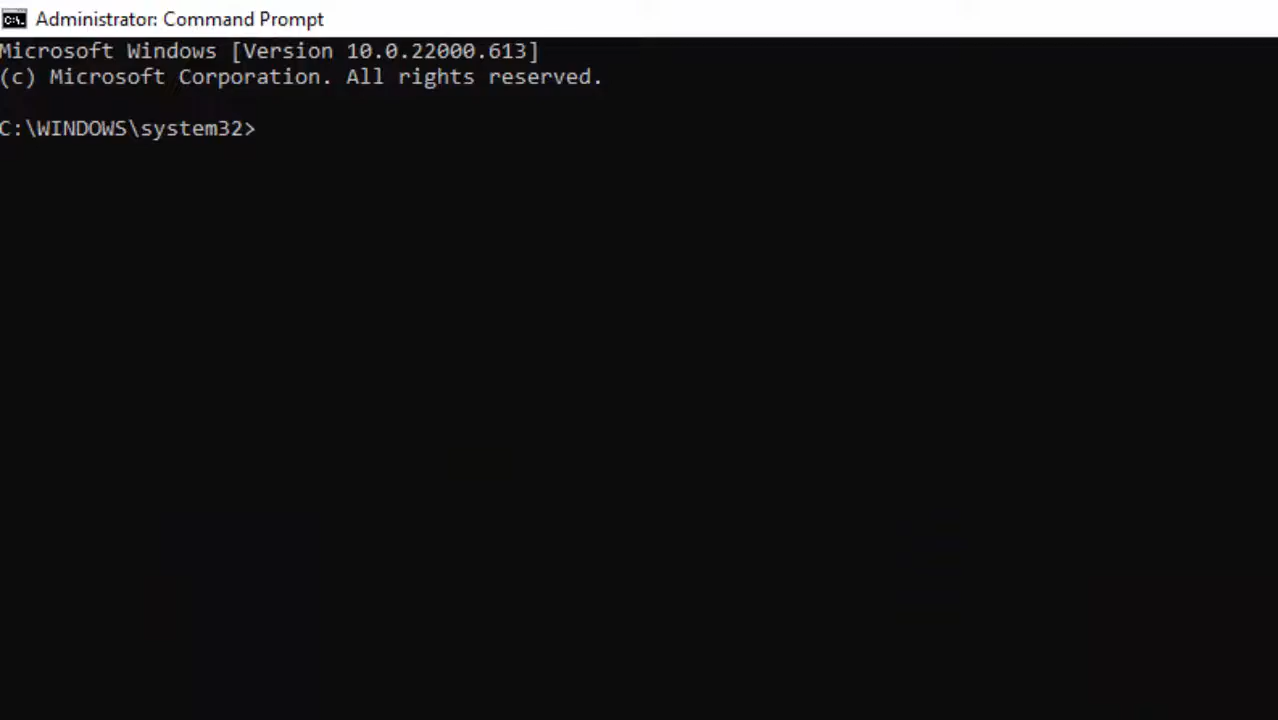 Administrator: Command Prompt
Microsoft Windows [Version 10.0.22000.613]
(c) Microsoft Corporation. All rights reserved.
C:\WINDOWS\system32>